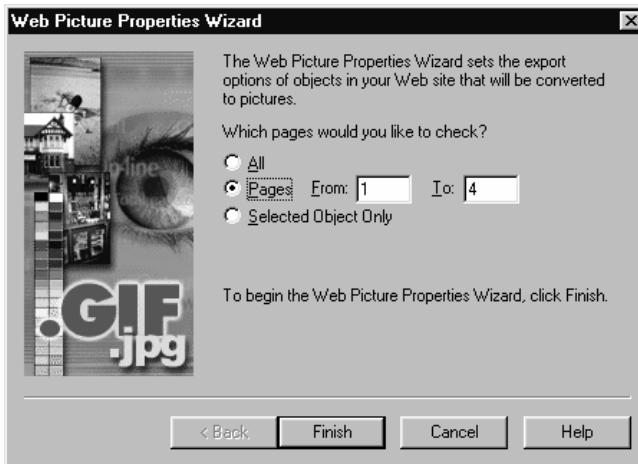 Web Picture Properties Wizard
The Web Picture Properties Wizard sets the export
options of objects in your Web site that will be converted
to pictures.
Which pages would you like to check?
All
Pages From: 1 To: 4
Selected Object Only
n-line
.GIF
.jpg
To begin the Web Picture Properties Wizard, click Finish.
< Back Finish Cancel Help